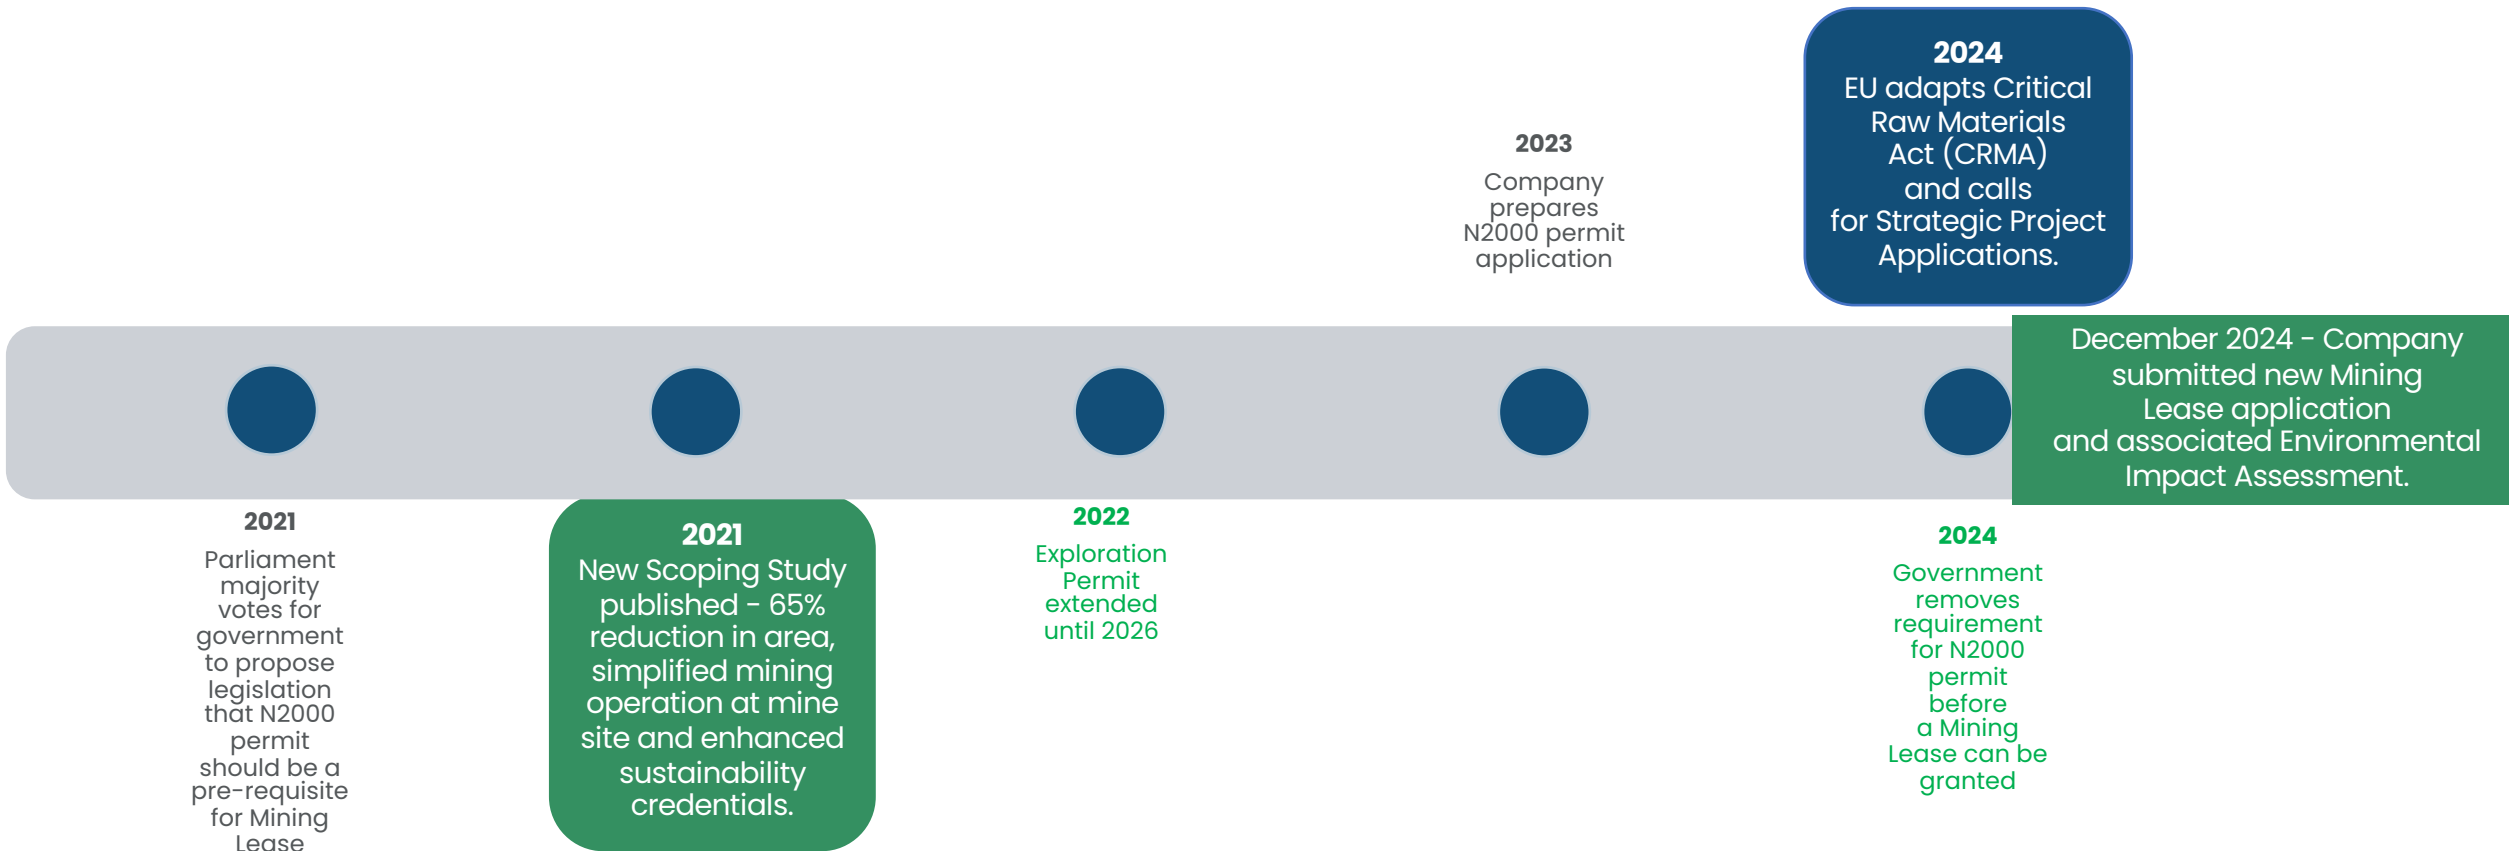 2021
Parliament
majority
votes for
government
to propose
legislation
that N2000
permit
should be a
pre-requisite
for Mining
Lease
2021
New Scoping Study
published - 65%
reduction in area,
simplified mining
operation at mine
site and enhanced
sustainability
credentials.
2022
Exploration
Permit
extended
until 2026
2023
Company
prepares
N2000 permit
application
2024
EU adapts Critical
Raw Materials
Act (CRMA)
and calls
for Strategic Project
Applications.
2024
Government
removes
requirement
for N2000
permit
before
a Mining
Lease can be
granted
December 2024 - Company
submitted new Mining
Lease application
and associated Environmental
Impact Assessment.